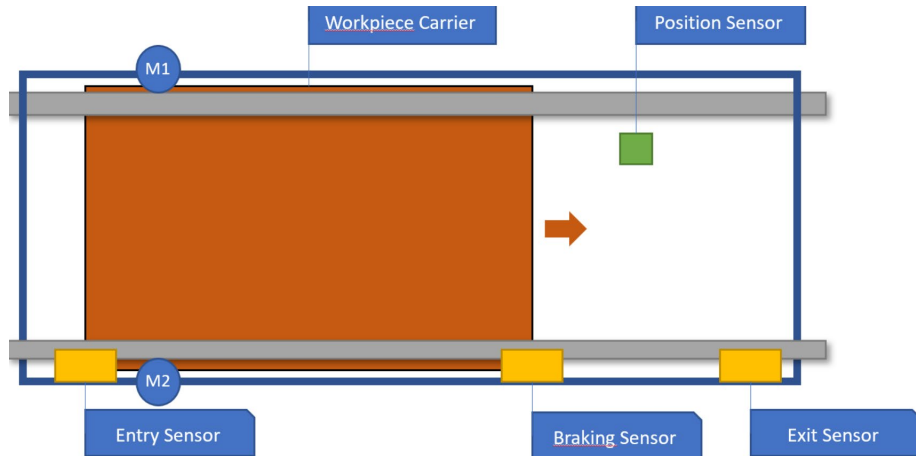 Workpiece Carrier
Position Sensor
M1
M2
Entry Sensor
Braking Sensor
Exit Sensor